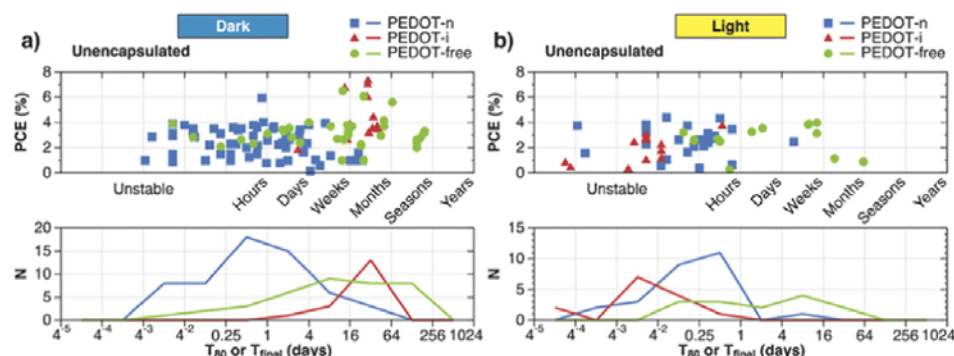 Dark
PEDOT-n
PEDOT-i
PEDOT-free
a)
Unencapsulated
PCE (%)
8
6
4
2
0
Unstable
Hours
Days
Weeks
Months
Seasons
Years
N
20
15
10
5
0
4-5
4-3
4-2
0.25
1
4
16
64
256
1024
T80 or Tfinal (days)
Light
PEDOT-n
PEDOT-i
PEDOT-free
b)
Unencapsulated
PCE (%)
8
6
4
2
0
Unstable
Hours
Days
Weeks
Months
Seasons
Years
N
15
10
5
0
4-5
4-4
4-3
4-2
0.25
1
4
16
64
256
1024
T80 or Tfinal (days)